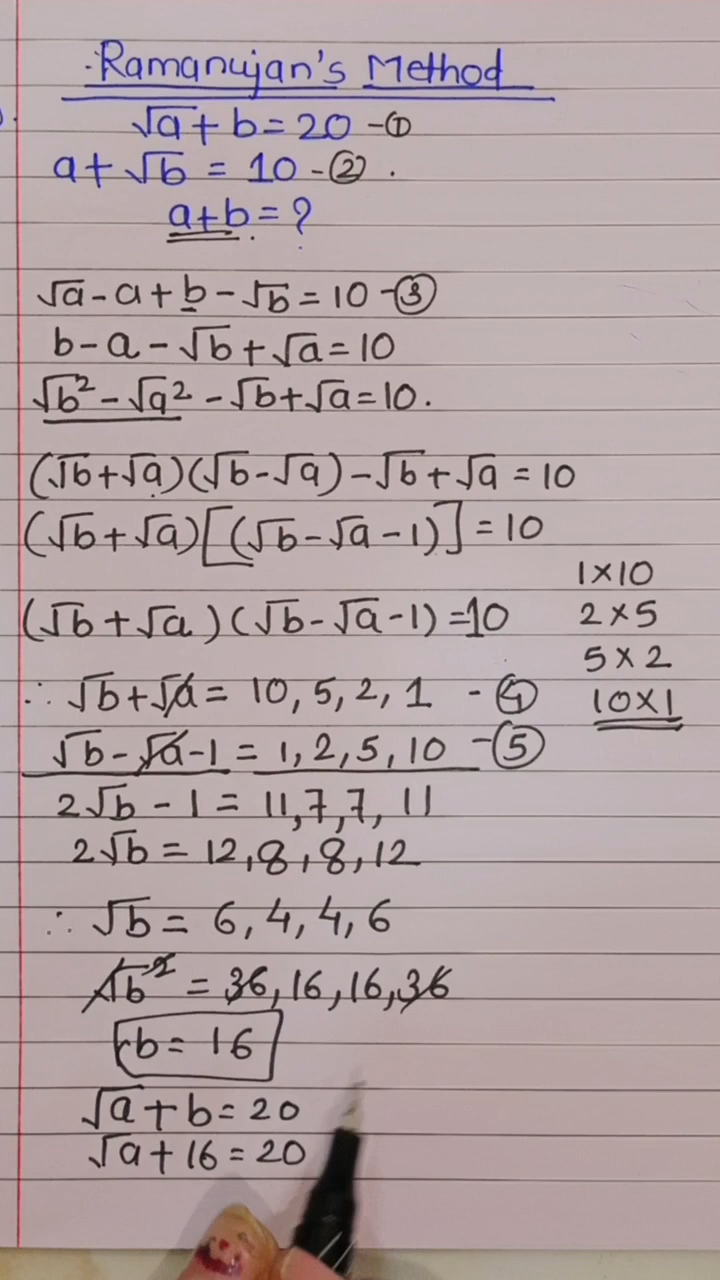 Ramanujan's Method
√a + b = 20 -①
a + √b = 10 -②.
a+b = ?
√a - a + b - √b = 10 -③
b - a - √b + √a = 10
√b² - √a² - √b + √a = 10.
(√b+√a)(√b-√a) - √b + √a = 10
(√b + √a)[(√b - √a - 1)] = 10
(√b + √a)(√b - √a - 1) = 10
1×10
2×5
5×2
10×1
∴ √b + √a = 10, 5, 2, 1 -④
√b - √a - 1 = 1, 2, 5, 10 -⑤
2√b - 1 = 11, 7, 7, 11
2√b = 12, 8, 8, 12
∴ √b = 6, 4, 4, 6
√b² = 36, 16, 16, 36
b = 16
√a + b = 20
√a + 16 = 20